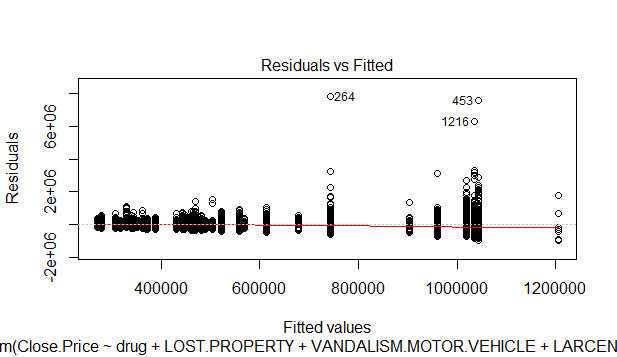 Residuals vs Fitted
264
453
1216
Residuals
-2e+06
2e+06
6e+06
400000
600000
800000
1000000
1200000
Fitted values
m(Close.Price ~ drug + LOST.PROPERTY + VANDALISM.MOTOR.VEHICLE + LARCEN